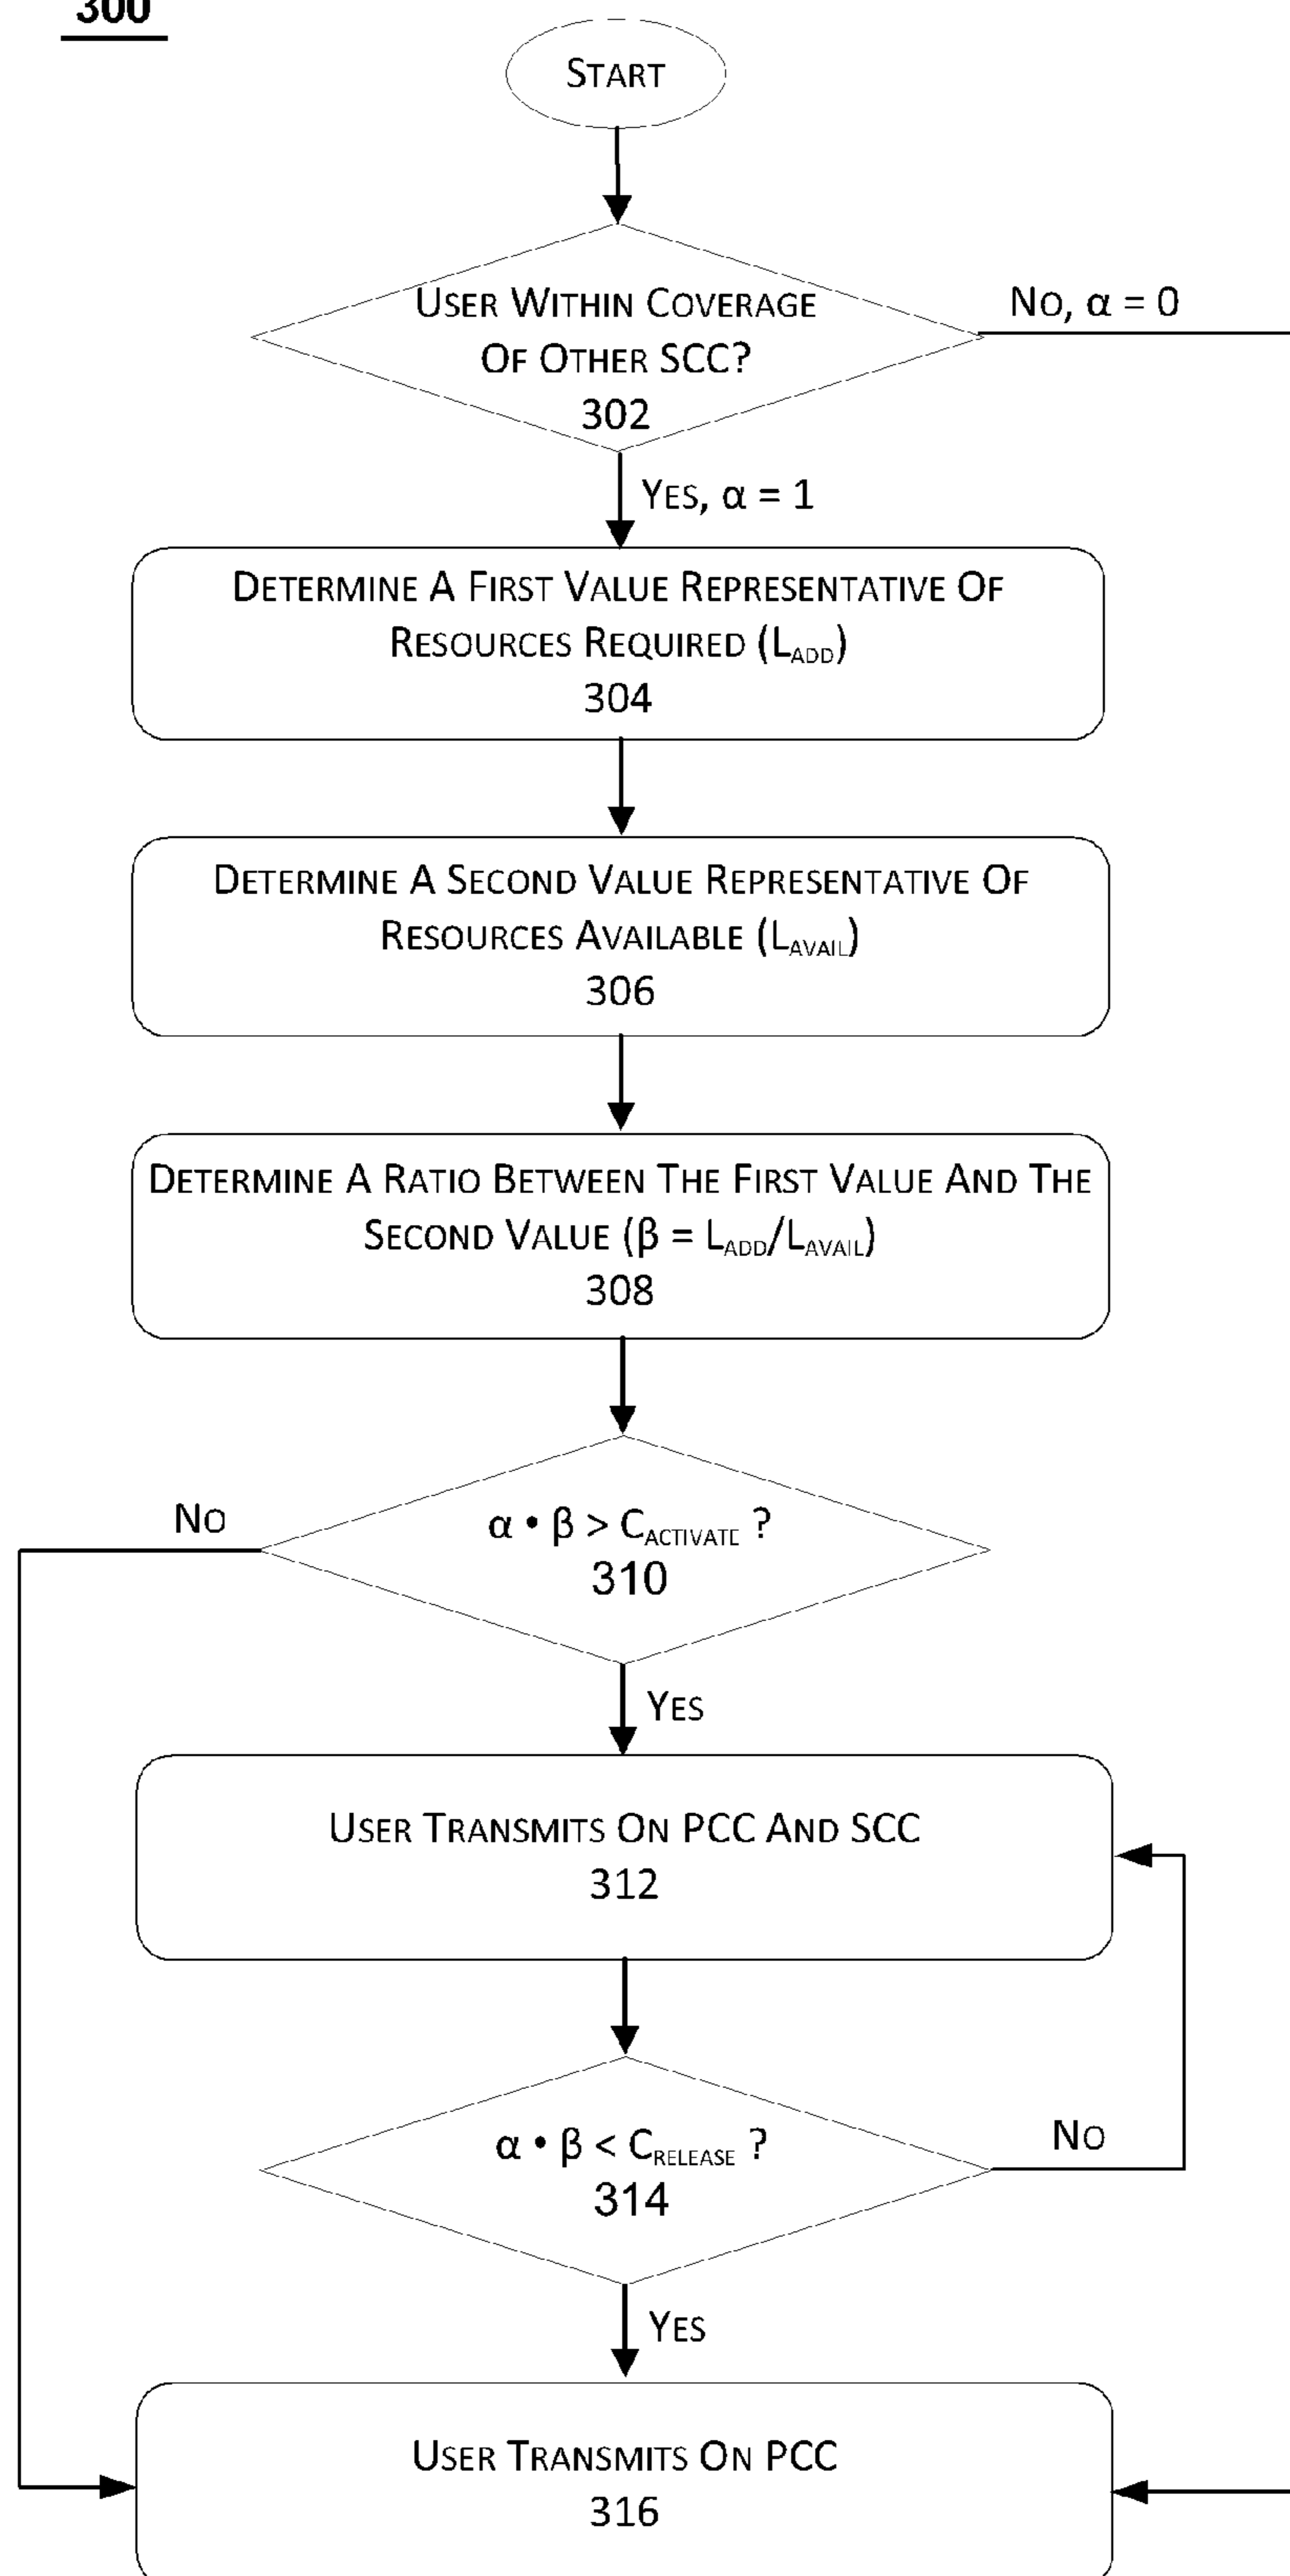 300
START
USER WITHIN COVERAGE
OF OTHER SCC?
302
NO, α = 0
YES, α = 1
DETERMINE A FIRST VALUE REPRESENTATIVE OF
RESOURCES REQUIRED (LADD)
304
DETERMINE A SECOND VALUE REPRESENTATIVE OF
RESOURCES AVAILABLE (LAVAIL)
306
DETERMINE A RATIO BETWEEN THE FIRST VALUE AND THE
SECOND VALUE (β = LADD/LAVAIL)
308
NO
α • β > CACTIVATE ?
310
YES
USER TRANSMITS ON PCC AND SCC
312
α • β < CRELEASE ?
314
NO
YES
USER TRANSMITS ON PCC
316